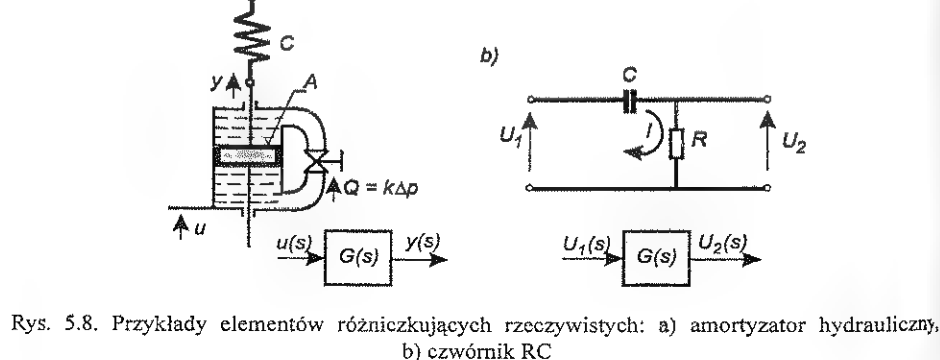 C
y
A
Q = kΔp
u
u(s)
G(s)
y(s)
b)
C
U₁
I
R
U₂
U₁(s)
G(s)
U₂(s)
Rys. 5.8. Przykłady elementów różniczkujących rzeczywistych: a) amortyzator hydrauliczny,
b) czwórnik RC